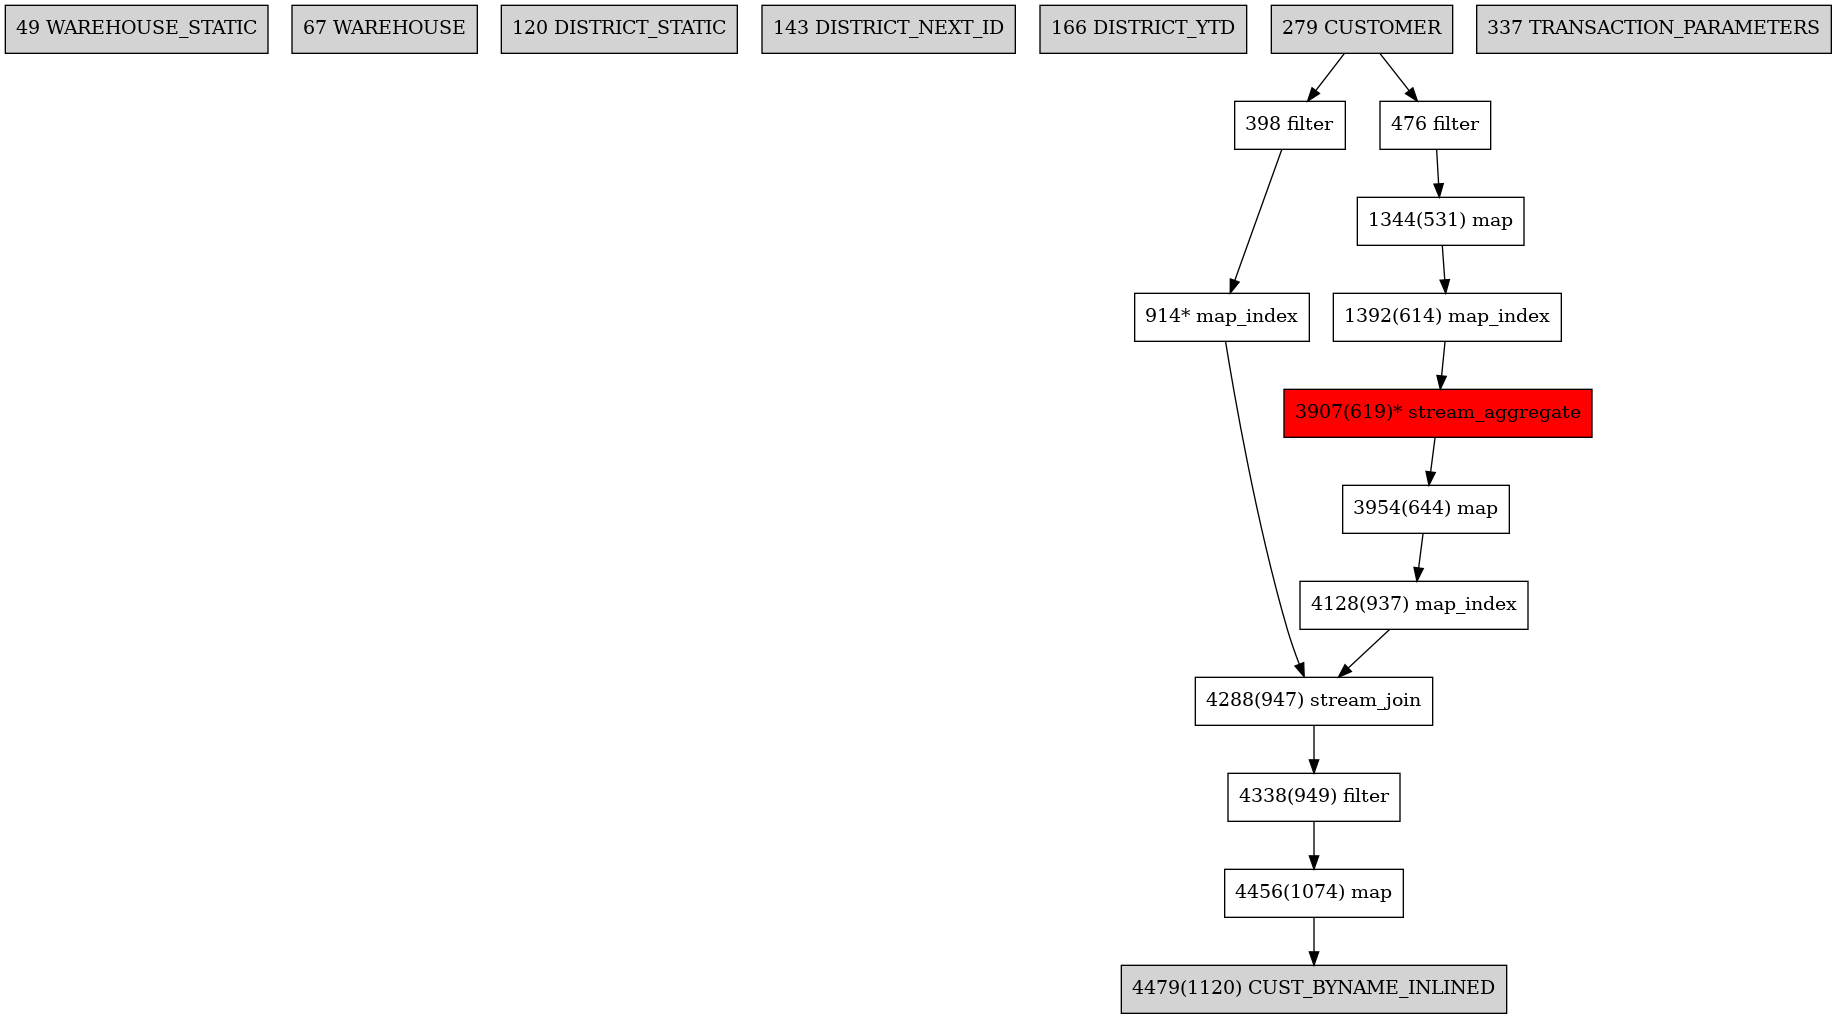 49 WAREHOUSE_STATIC
67 WAREHOUSE
120 DISTRICT_STATIC
143 DISTRICT_NEXT_ID
166 DISTRICT_YTD
279 CUSTOMER
337 TRANSACTION_PARAMETERS
398 filter
476 filter
1344(531) map
914* map_index
1392(614) map_index
3907(619)* stream_aggregate
3954(644) map
4128(937) map_index
4288(947) stream_join
4338(949) filter
4456(1074) map
4479(1120) CUST_BYNAME_INLINED